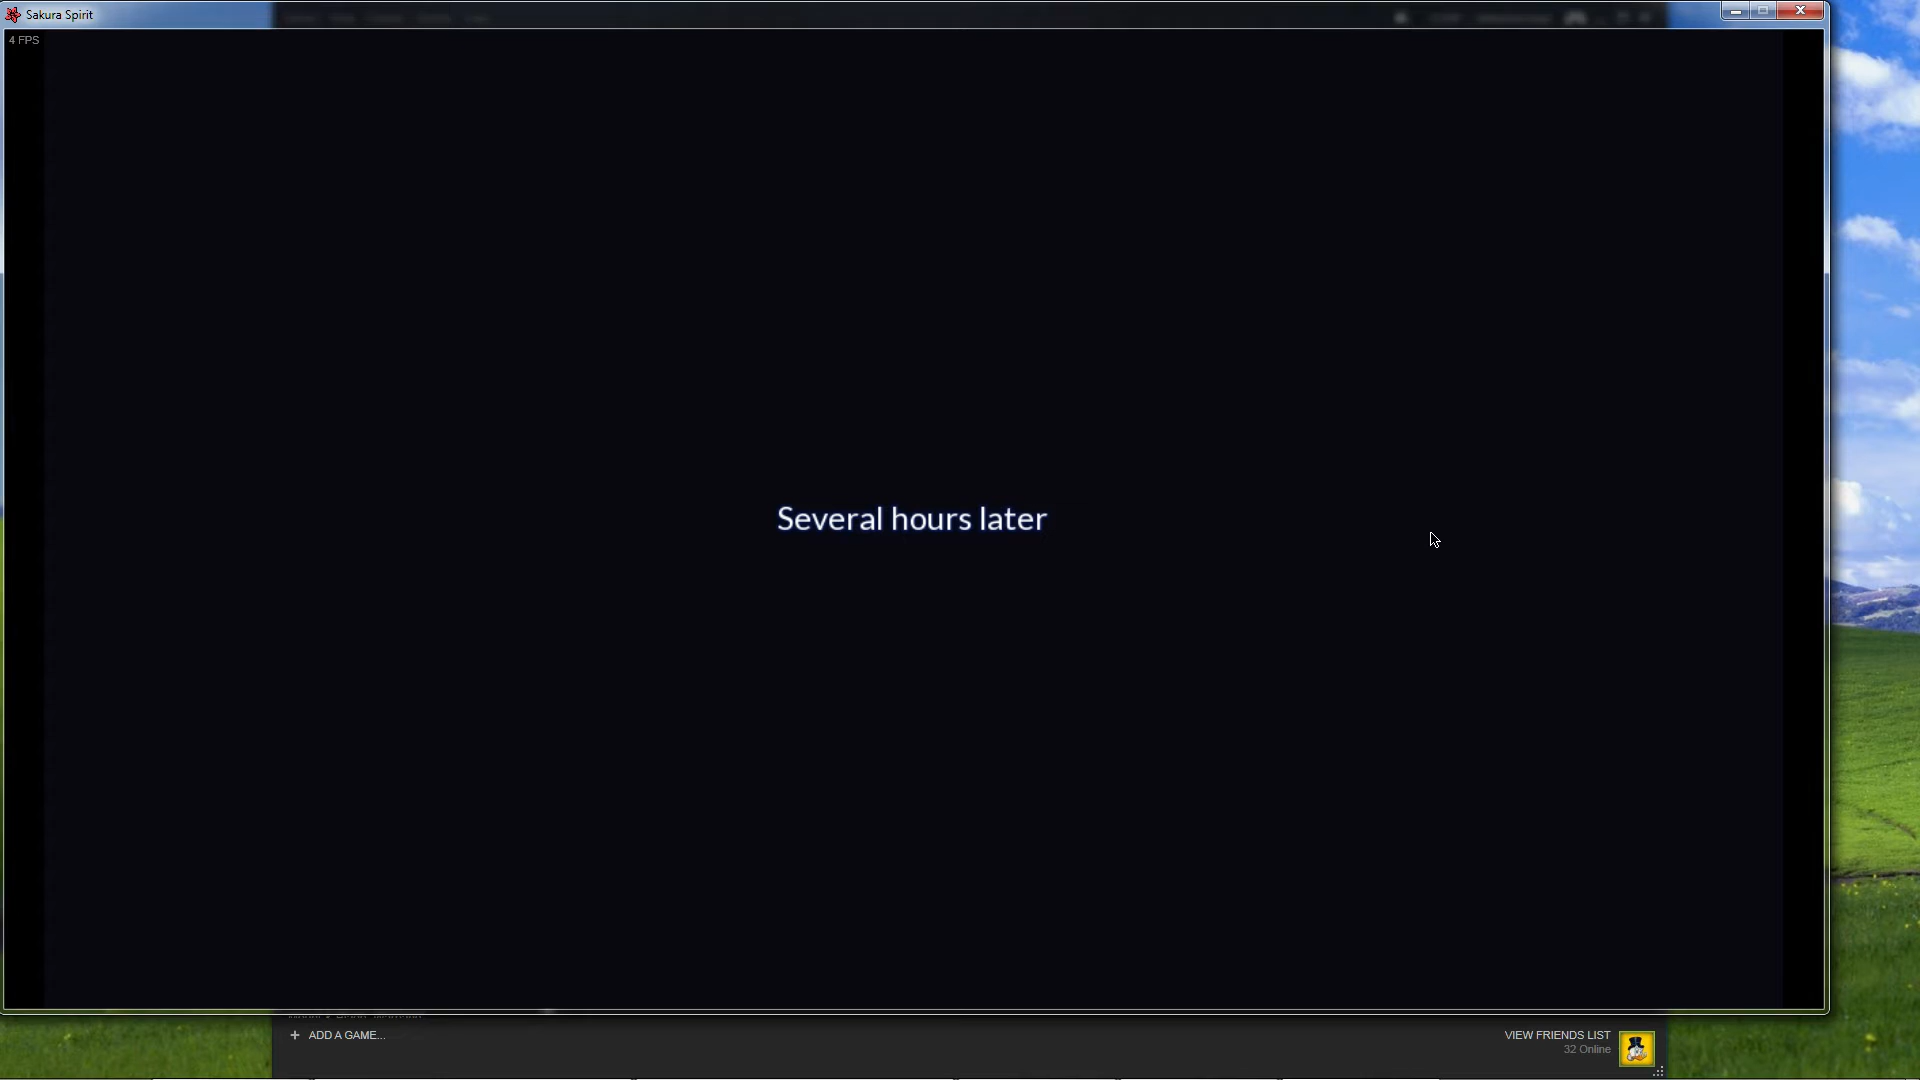 Sakura Spirit
4 FPS
Several hours later
+ ADD A GAME...
VIEW FRIENDS LIST
32 Online